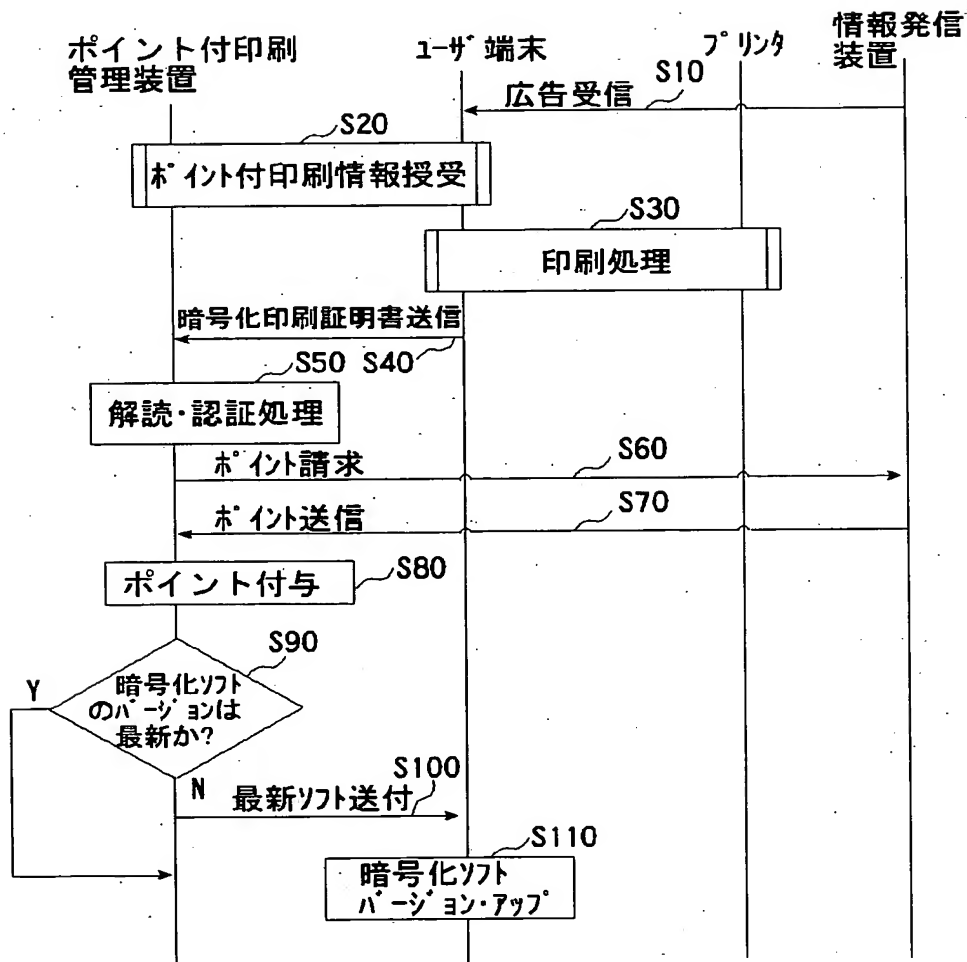 ポイント付印刷
管理装置
ユーザ端末
プリンタ
情報発信
装置
S10
広告受信
S20
ポイント付印刷情報授受
S30
印刷処理
暗号化印刷証明書送信
S50 S40
解読・認証処理
ポイント請求
S60
ポイント送信
S70
ポイント付与
S80
S90
Y
暗号化ソフト
のバージョンは
最新か?
N
最新ソフト送付
S100
S110
暗号化ソフト
バージョン・アップ